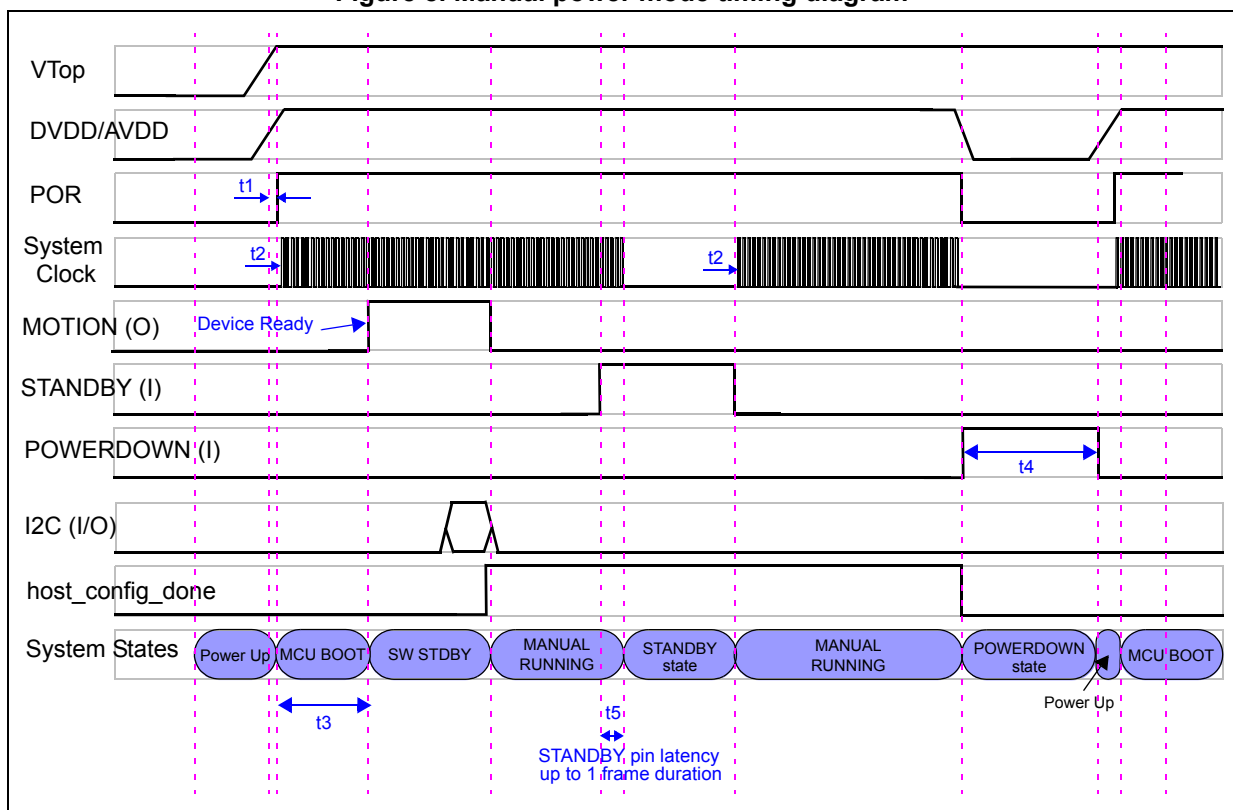 Figure 3. Manual power mode timing diagram
VTop
DVDD/AVDD
POR
t1
System
Clock
t2
t2
MOTION (O)
Device Ready
STANDBY (I)
POWERDOWN (I)
t4
I2C (I/O)
host_config_done
System States
Power Up
MCU BOOT
SW STDBY
MANUAL
RUNNING
STANDBY
state
MANUAL
RUNNING
POWERDOWN
state
MCU BOOT
Power Up
t3
t5
STANDBY pin latency
up to 1 frame duration